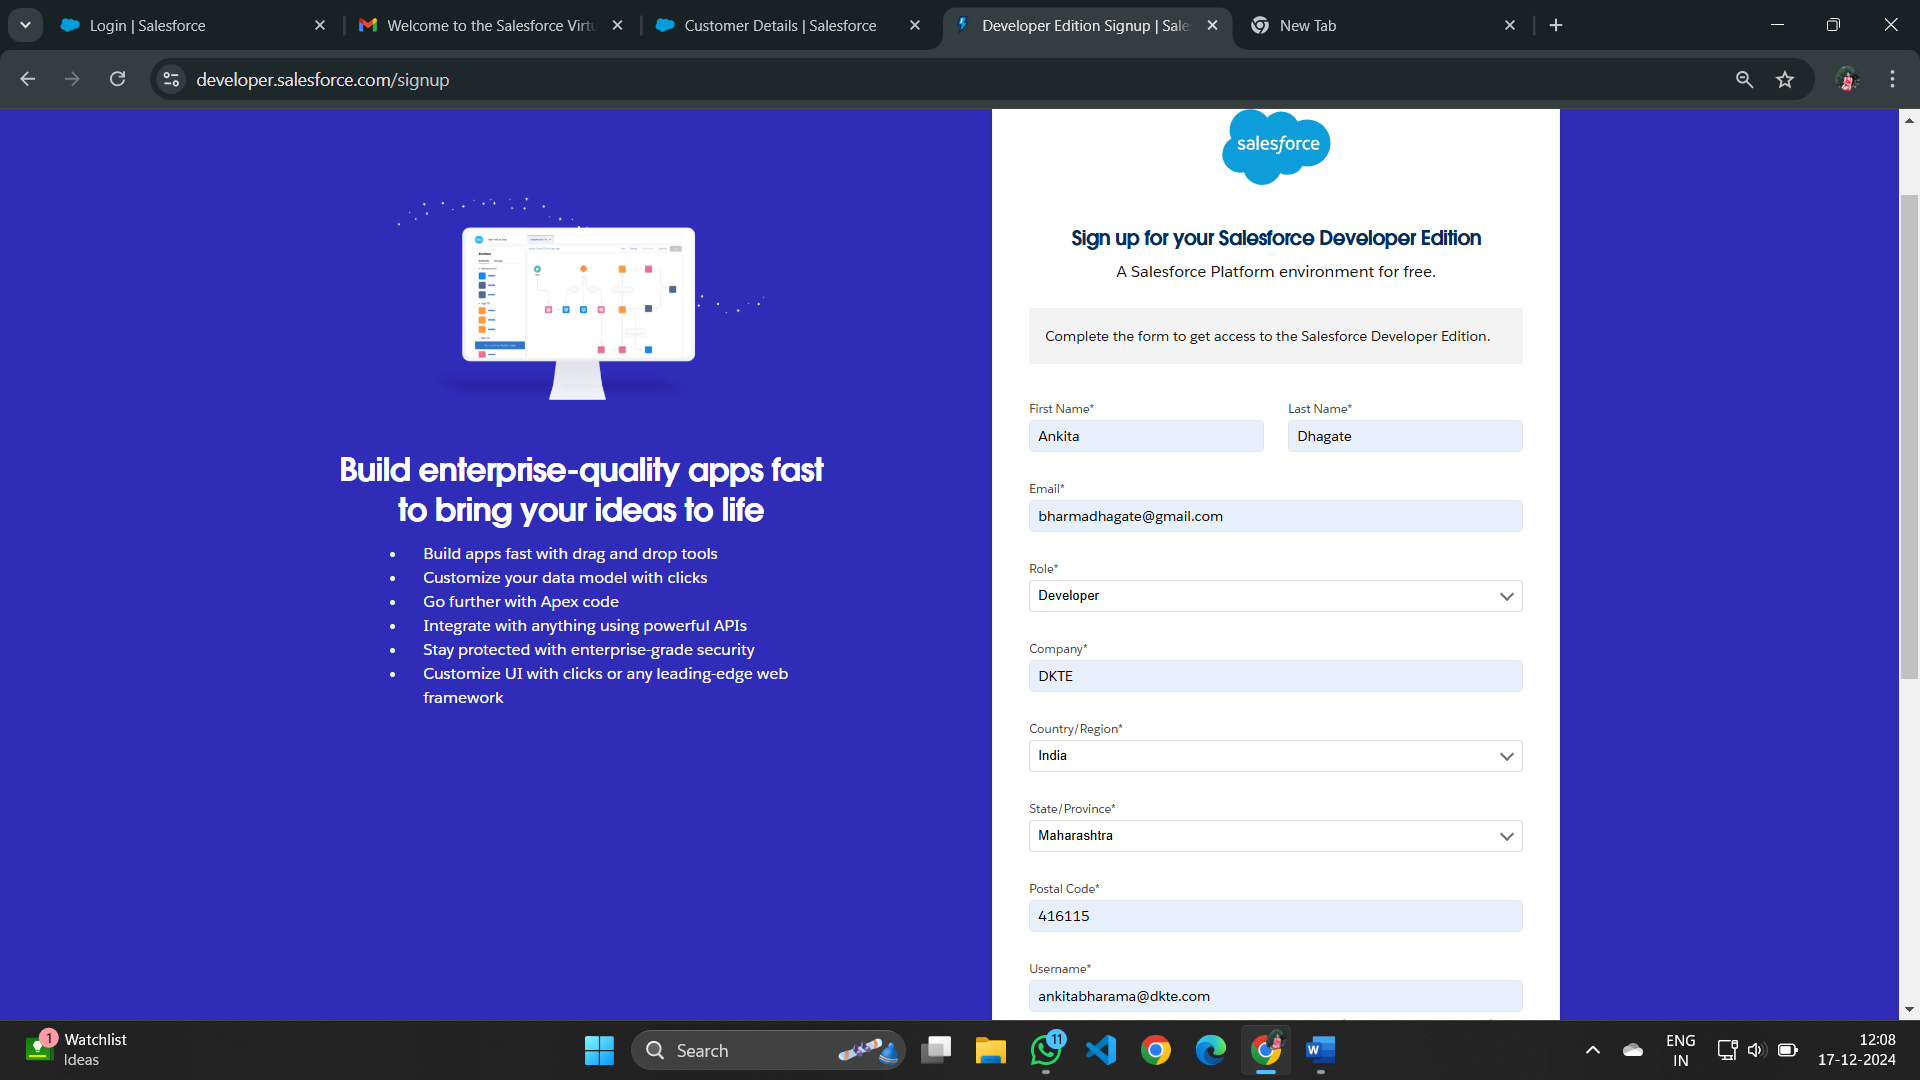 Login | Salesforce
Welcome to the Salesforce Virtu
Customer Details | Salesforce
Developer Edition Signup | Sale
New Tab
developer.salesforce.com/signup
salesforce
Sign up for your Salesforce Developer Edition
A Salesforce Platform environment for free.
Complete the form to get access to the Salesforce Developer Edition.
First Name*
Last Name*
Ankita
Dhagate
Email*
bharmadhagate@gmail.com
Role*
Developer
Company*
DKTE
Country/Region*
India
State/Province*
Maharashtra
Postal Code*
416115
Username*
ankitabharama@dkte.com
Build enterprise-quality apps fast
to bring your ideas to life
• Build apps fast with drag and drop tools
• Customize your data model with clicks
• Go further with Apex code
• Integrate with anything using powerful APIs
• Stay protected with enterprise-grade security
• Customize UI with clicks or any leading-edge web
framework
1
Watchlist
Ideas
Search
11
W
ENG
IN
12:08
17-12-2024